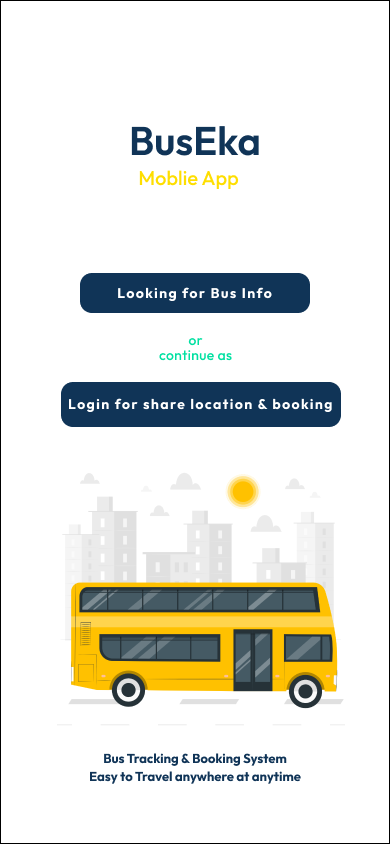 BusEka
Moblie App
Looking for Bus Info
or
continue as
Login for share location & booking
Bus Tracking & Booking System
Easy to Travel anywhere at anytime